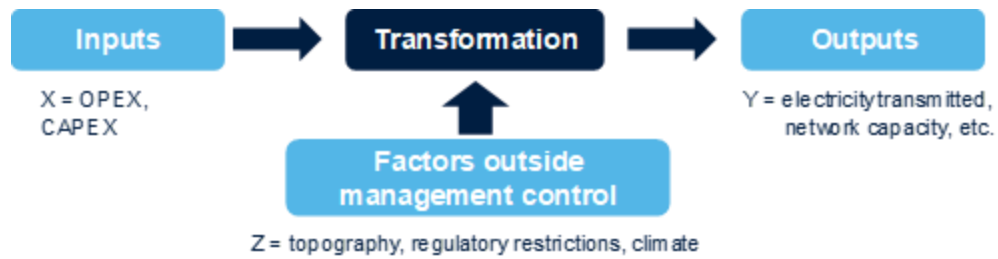 Inputs
Transformation
Outputs
X = OPEX,
CAPEX
Y = electricity transmitted,
network capacity, etc.
Factors outside
management control
Z = topography, regulatory restrictions, climate